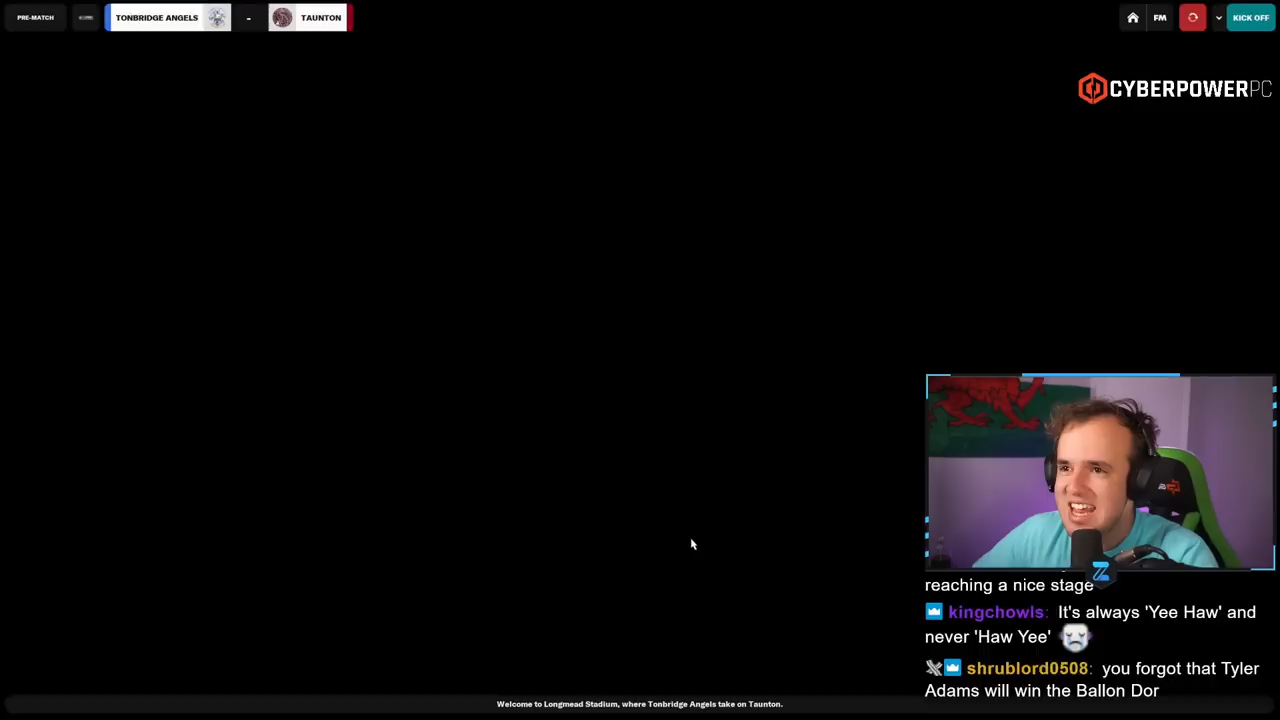 PRE-MATCH
TONBRIDGE ANGELS
-
TAUNTON
FM
KICK OFF
CYBERPOWERPC
reaching a nice stage
kingchowls: It's always 'Yee Haw' and
never 'Haw Yee'
shrublord0508: you forgot that Tyler
Adams will win the Ballon Dor
Welcome to Longmead Stadium, where Tonbridge Angels take on Taunton.